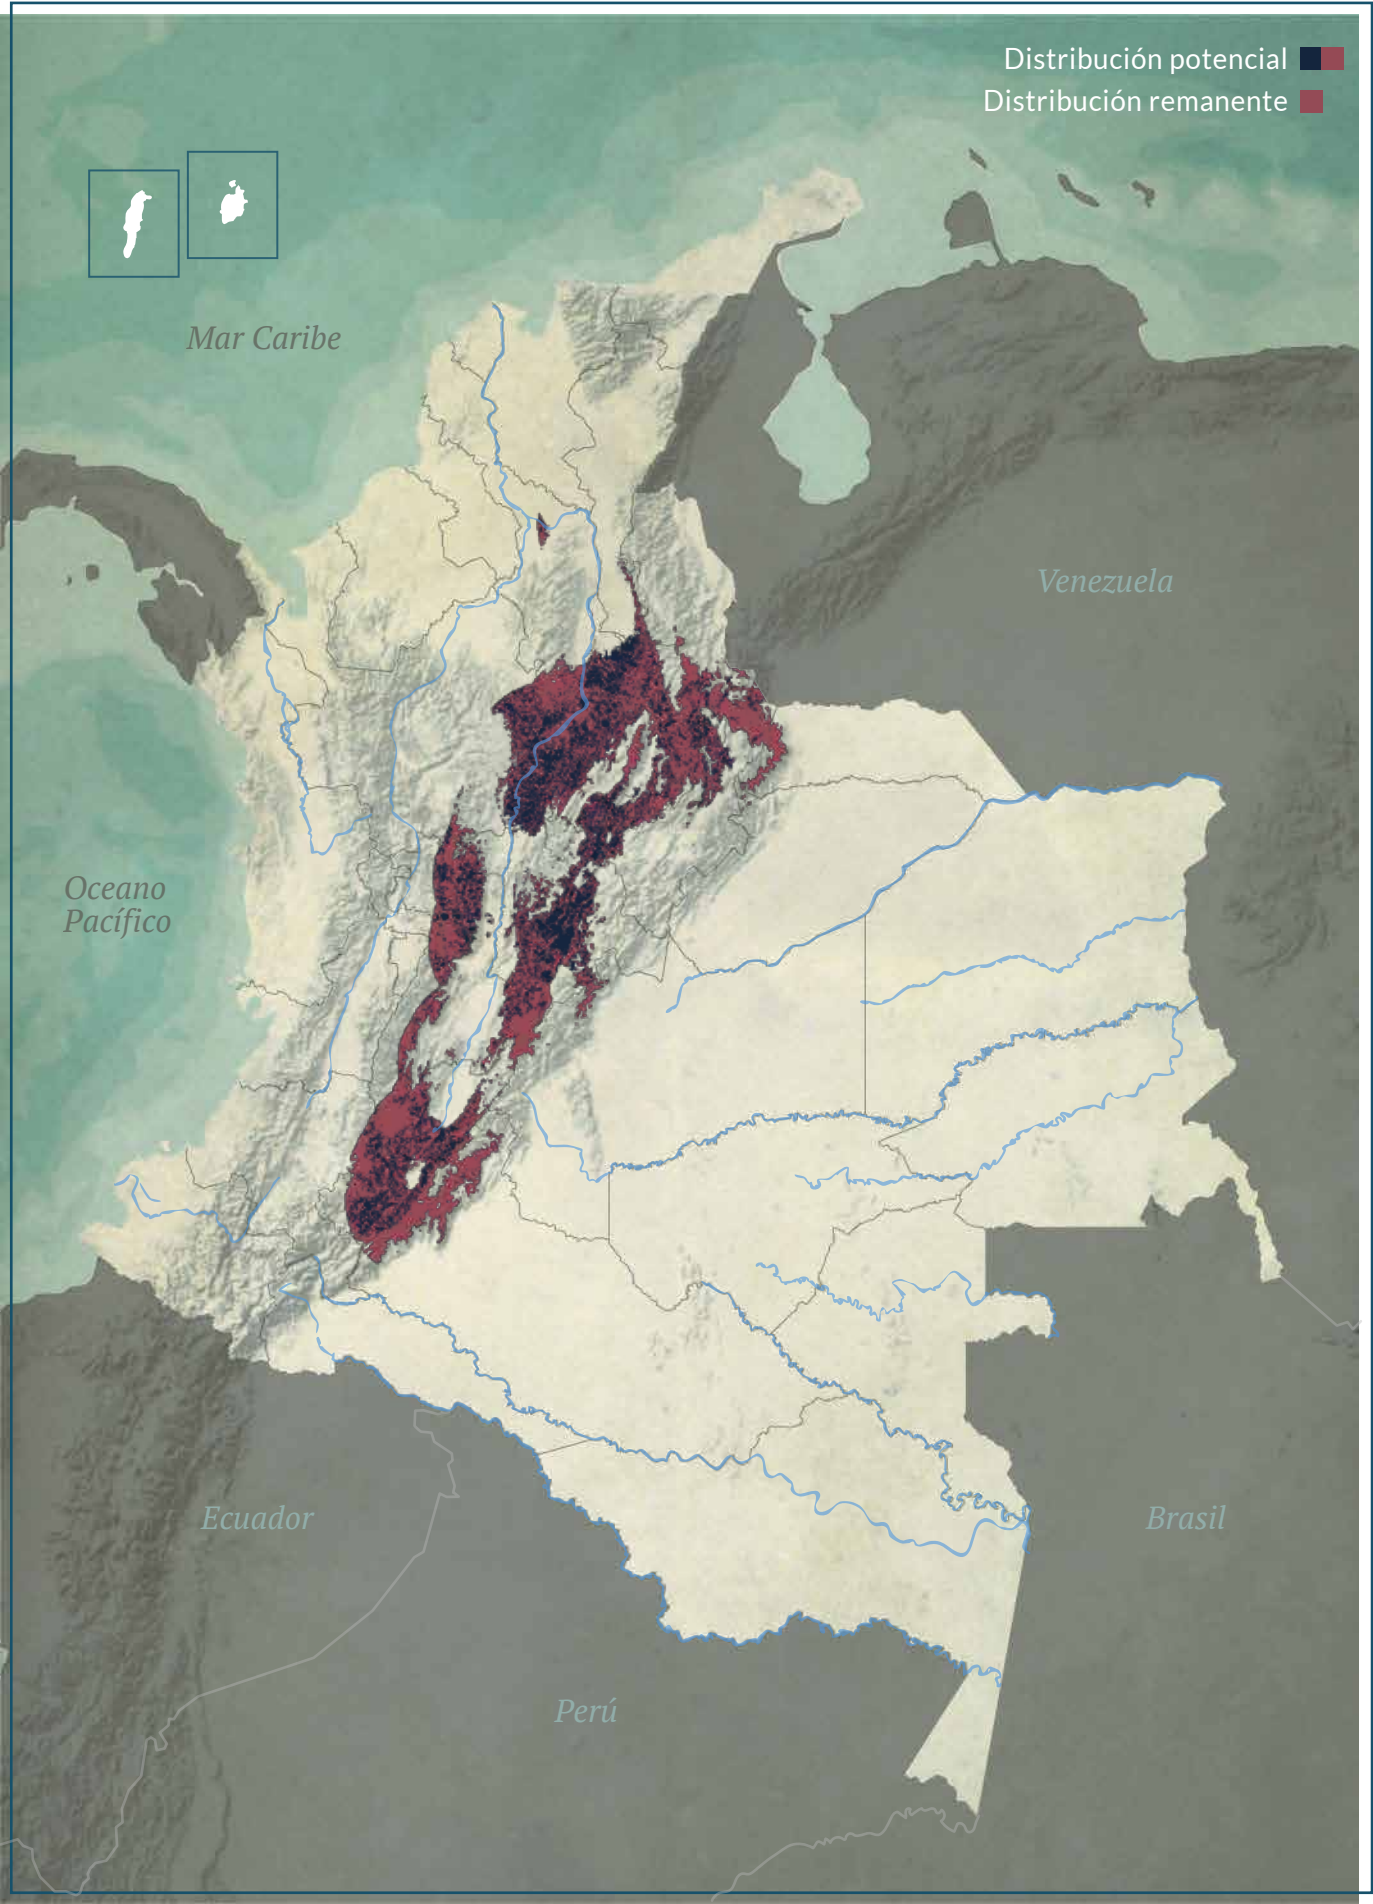 Distribución potencial
Distribución remanente
Mar Caribe
Venezuela
Oceano
Pacífico
Ecuador
Brasil
Perú